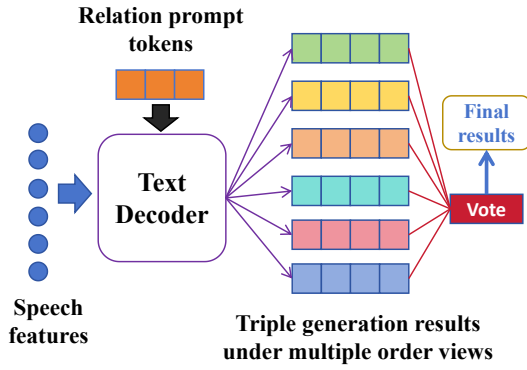 Relation prompt
tokens
Text
Decoder
Speech
features
Triple generation results
under multiple order views
Final
results
Vote